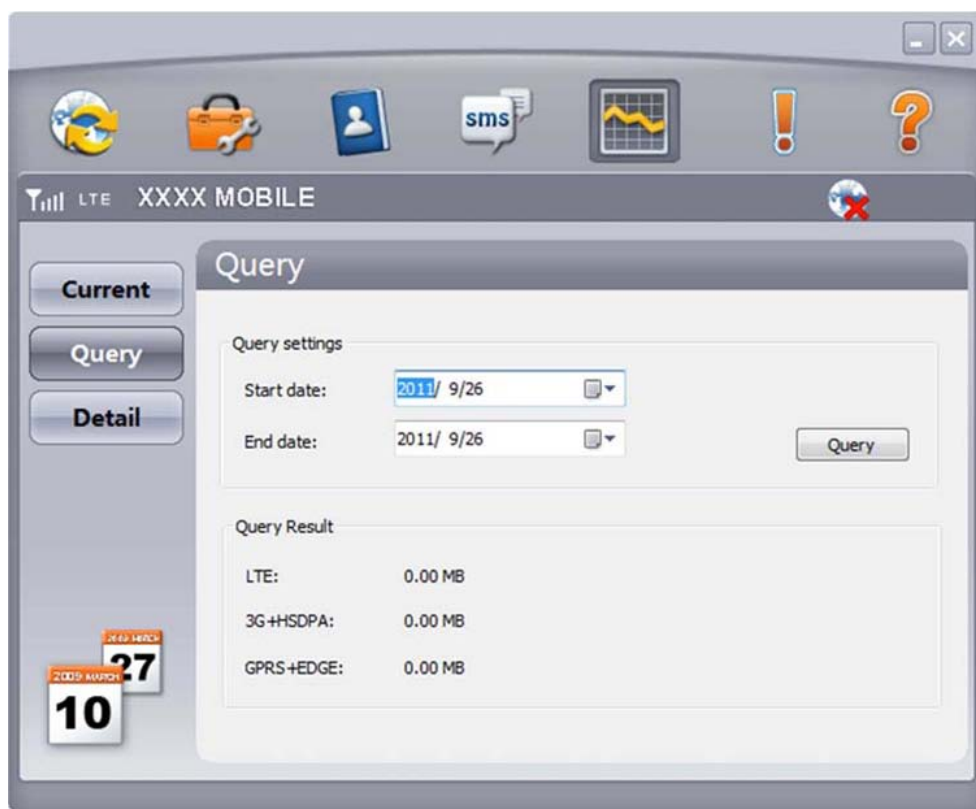 sms
LTE XXXX MOBILE
Query
Current
Query
Detail
Query settings
Start date: 2011/ 9/26
End date: 2011/ 9/26
Query
Query Result
LTE: 0.00 MB
3G+HSDPA: 0.00 MB
GPRS+EDGE: 0.00 MB
2009 MARCH
27
2009 MARCH
10